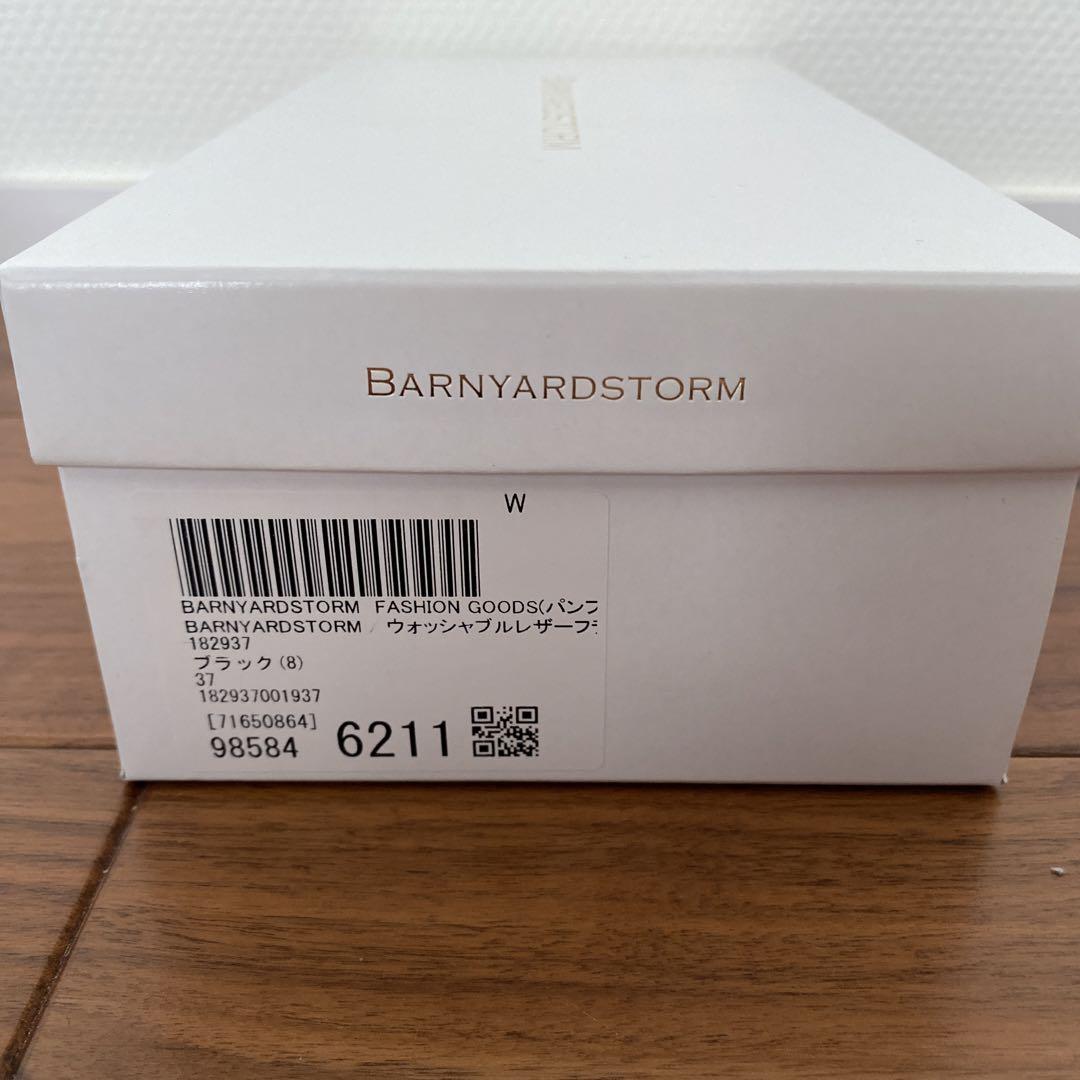 BARNYARDSTORM
W
BARNYARDSTORM FASHION GOODS(パンプ
BARNYARDSTORM / ウォッシャブルレザーフ
182937
ブラック(8)
37
182937001937
[71650864]
98584 6211